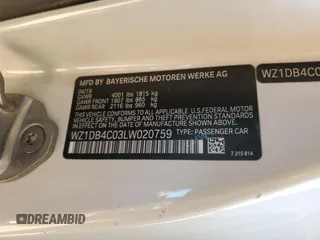 MFD. BY BAYERISCHE MOTOREN WERKE AG
06/19
GVWR 4001 lbs 1815 kg
GAWR FRONT 1907 lbs 865 kg
GAWR REAR 2116 lbs 960 kg
THIS VEHICLE CONFORMS TO ALL APPLICABLE U.S. FEDERAL MOTOR VEHICLE SAFETY, BUMPER AND THEFT PREVENTION STANDARDS IN EFFECT ON THE DATE OF MANUFACTURE SHOWN ABOVE.
WZ1DB4C03LW020759 TYPE: PASSENGER CAR
7 215 614
WZ1DB4C03
DREAMBID